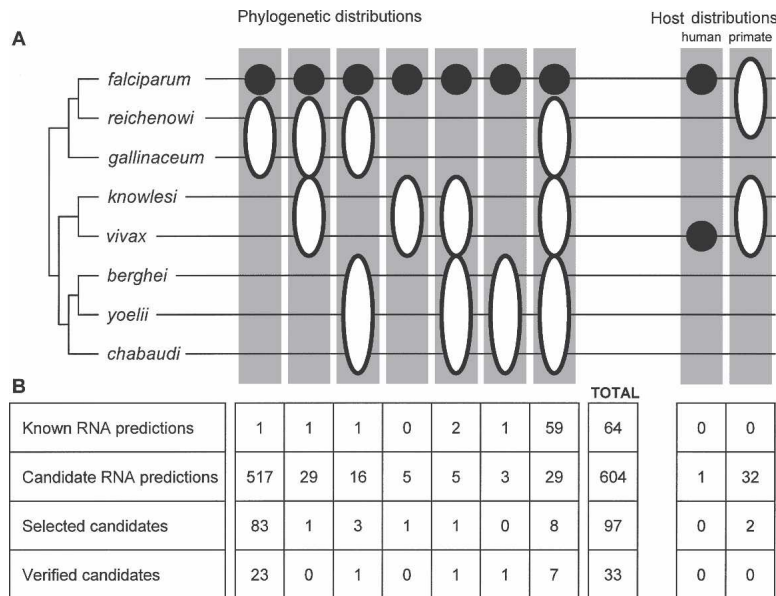 Phylogenetic distributions
Host distributions
A
human primate
falciparum
reichenowi
gallinaceum
knowlesi
vivax
berghei
yoelii
chabaudi
B
TOTAL
Known RNA predictions 1 1 1 0 2 1 59 64 0 0
Candidate RNA predictions 517 29 16 5 5 3 29 604 1 32
Selected candidates 83 1 3 1 1 0 8 97 0 2
Verified candidates 23 0 1 0 1 1 7 33 0 0